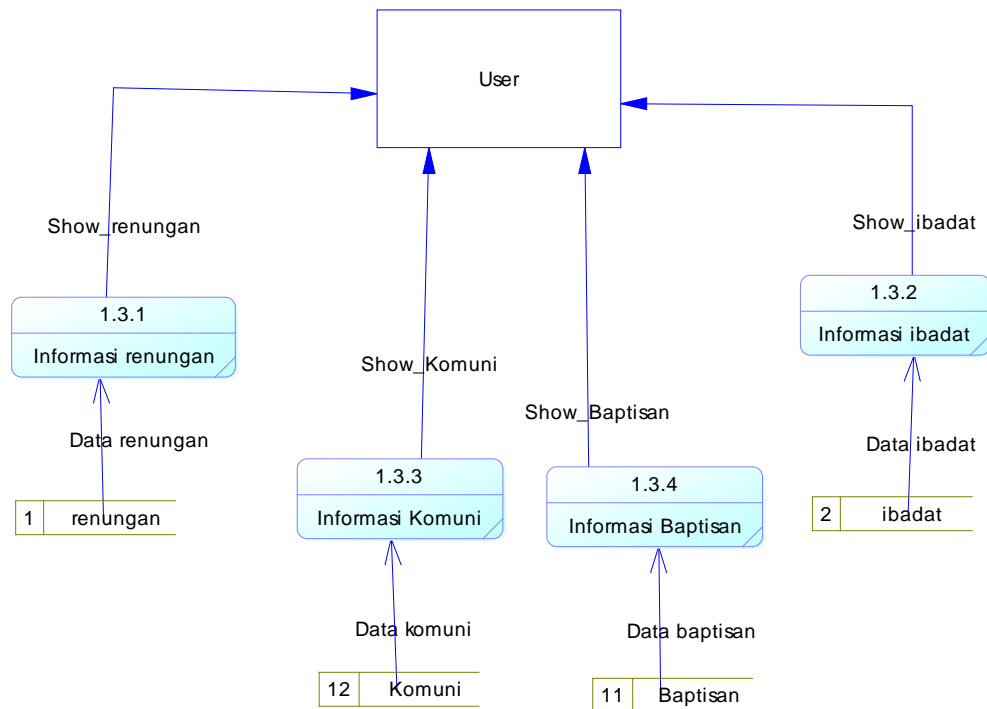 User
Show_renungan
Show_ibadat
1.3.1
Informasi renungan
1.3.2
Informasi ibadat
Show_Komuni
Show_Baptisan
Data renungan
Data ibadat
1.3.3
Informasi Komuni
1.3.4
Informasi Baptisan
1 renungan
2 ibadat
Data komuni
Data baptisan
12 Komuni
11 Baptisan